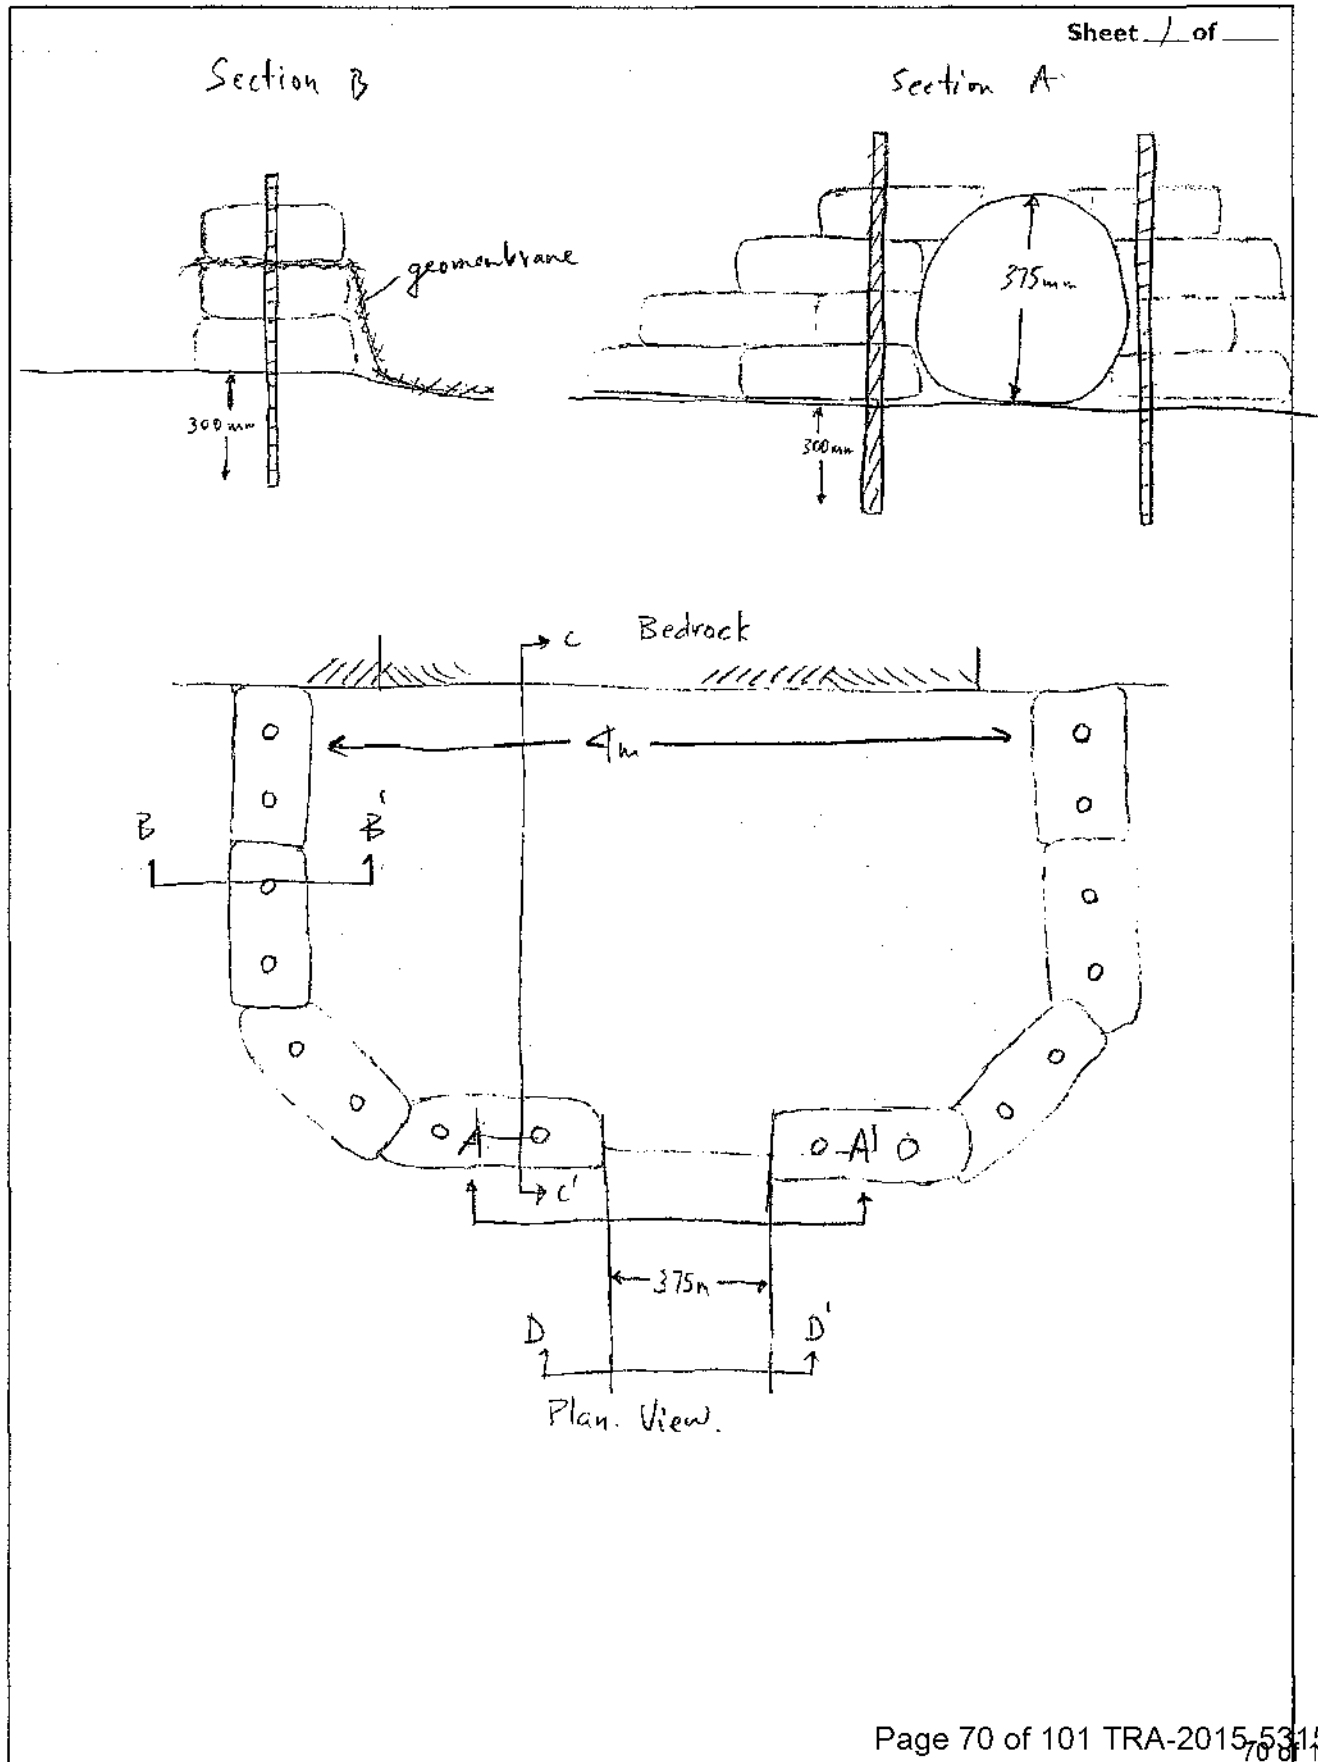 Sheet 1 of
Section B
Section A
geomenbrane
375mm
300mm
300mm
C
Bedrock
4m
B
B'
A
A'
C'
375m
D
D'
Plan. View.
Page 70 of 101 TRA-2015-5315